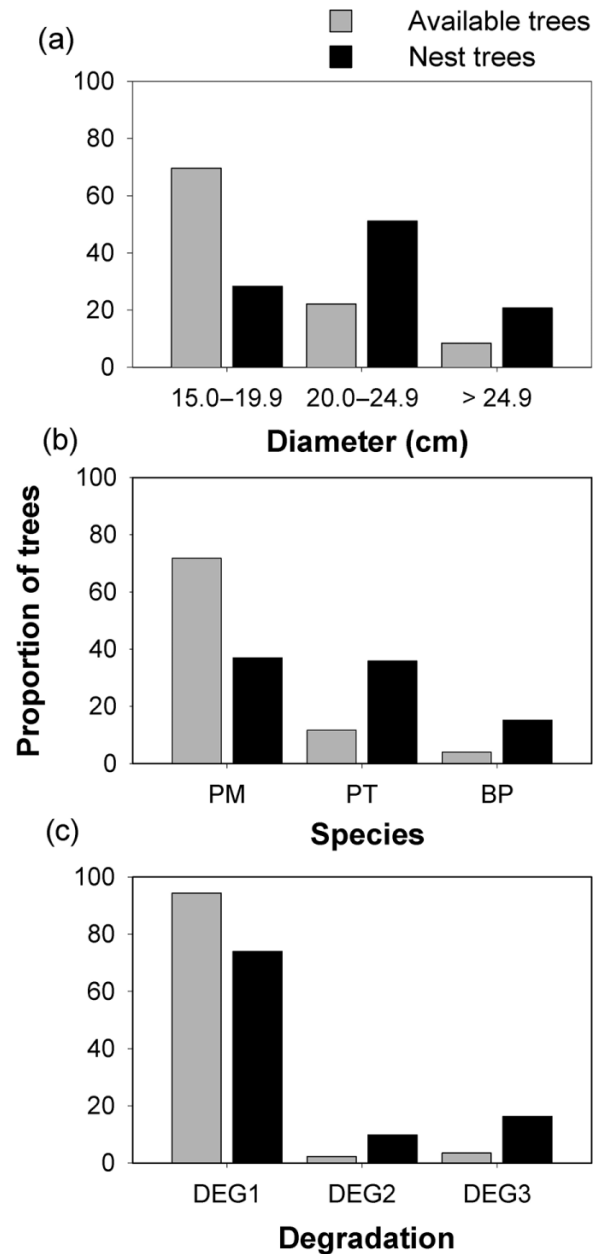 (a)
Available trees
Nest trees
100
80
60
40
20
0
15.0–19.9 20.0–24.9 > 24.9
Diameter (cm)
(b)
Proportion of trees
100
80
60
40
20
0
PM PT BP
Species
(c)
100
80
60
40
20
0
DEG1 DEG2 DEG3
Degradation